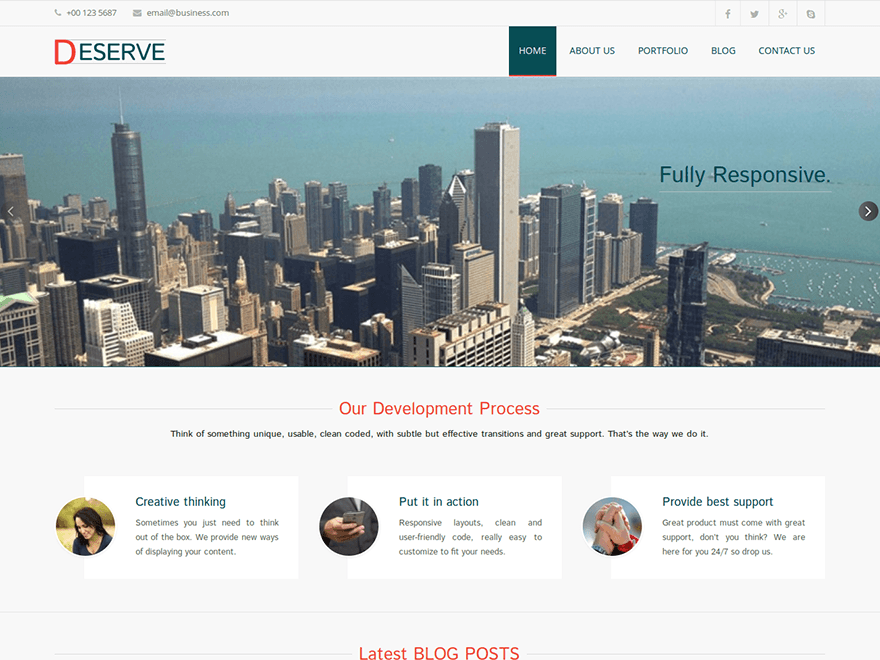 +00 123 5687 email@business.com
DESERVE
HOME ABOUT US PORTFOLIO BLOG CONTACT US
Fully Responsive.
Our Development Process
Think of something unique, usable, clean coded, with subtle but effective transitions and great support. That's the way we do it.
Creative thinking
Sometimes you just need to think
out of the box. We provide new ways
of displaying your content.
Put it in action
Responsive layouts, clean and
user-friendly code, really easy to
customize to fit your needs.
Provide best support
Great product must come with great
support, don't you think? We are
here for you 24/7 so drop us.
Latest BLOG POSTS